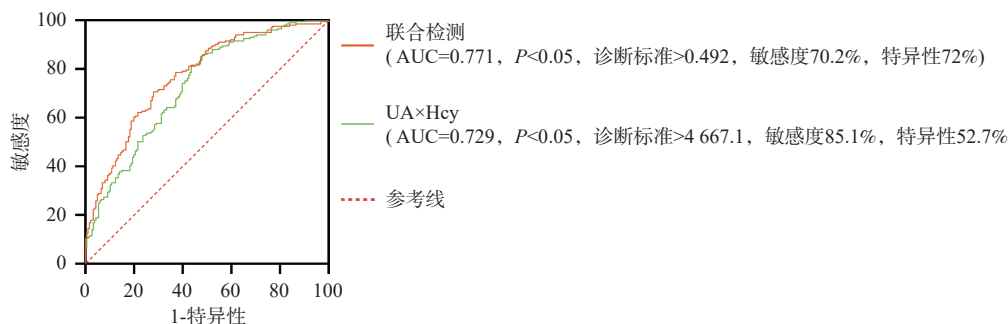 100
80
60
40
20
0
敏感度
0 20 40 60 80 100
1-特异性
联合检测
( AUC=0.771，P<0.05，诊断标准>0.492，敏感度70.2%，特异性72%)
UA×Hcy
( AUC=0.729，P<0.05，诊断标准>4 667.1，敏感度85.1%，特异性52.7%
参考线